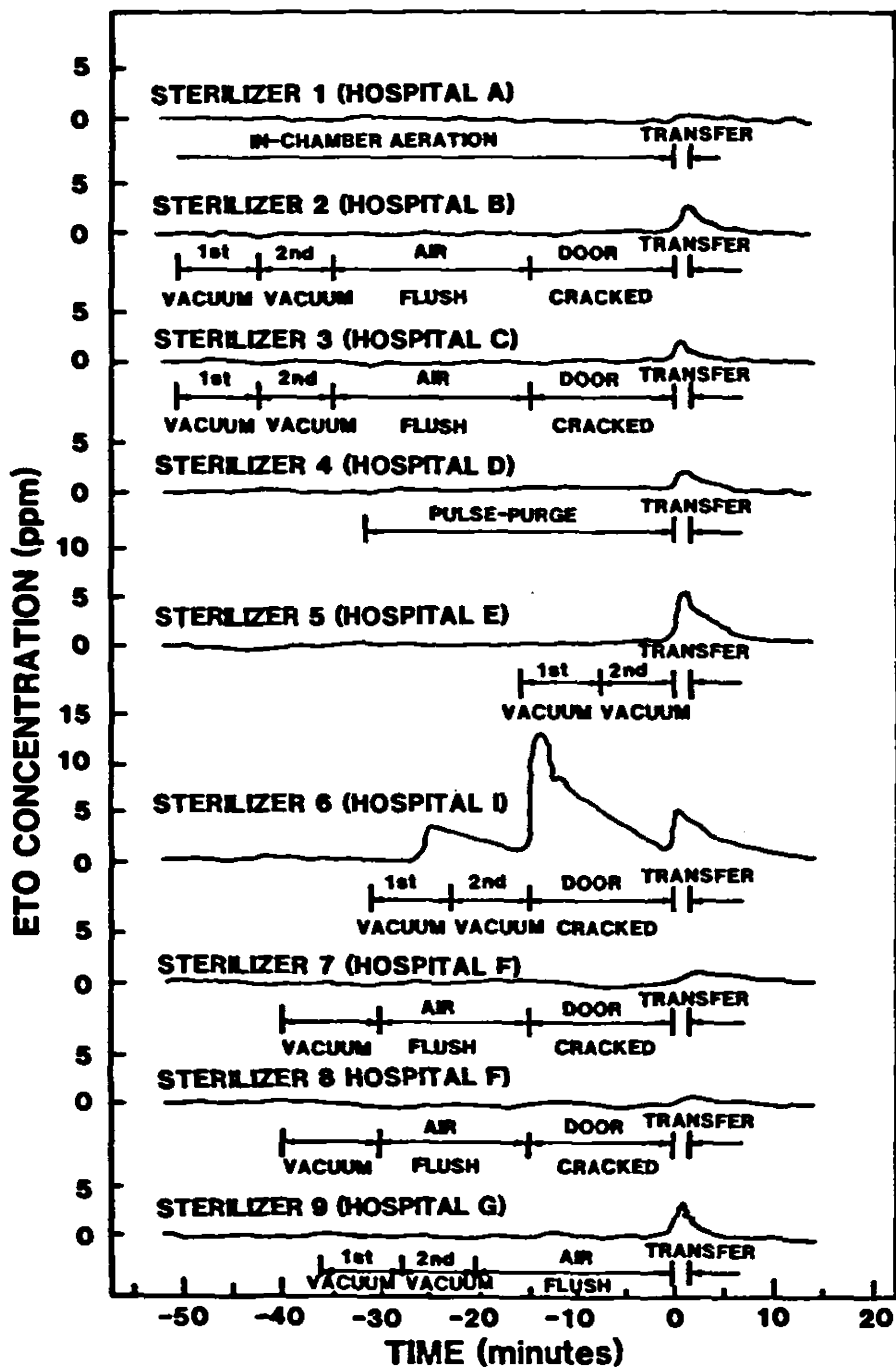 5
STERILIZER 1 (HOSPITAL A)
0
IN-CHAMBER AERATION TRANSFER
5
STERILIZER 2 (HOSPITAL B)
0
TRANSFER
1st 2nd AIR DOOR
VACUUM VACUUM FLUSH CRACKED
5
STERILIZER 3 (HOSPITAL C)
0
TRANSFER
1st 2nd AIR DOOR
VACUUM VACUUM FLUSH CRACKED
5
STERILIZER 4 (HOSPITAL D)
0
PULSE-PURGE TRANSFER
10
5
STERILIZER 5 (HOSPITAL E)
0
TRANSFER
1st 2nd
VACUUM VACUUM
15
10
5
STERILIZER 6 (HOSPITAL I)
0
TRANSFER
1st 2nd DOOR
VACUUM VACUUM CRACKED
5
STERILIZER 7 (HOSPITAL F)
0
TRANSFER
AIR DOOR
VACUUM FLUSH CRACKED
5
STERILIZER 8 HOSPITAL F)
0
TRANSFER
AIR DOOR
VACUUM FLUSH CRACKED
5
STERILIZER 9 (HOSPITAL G)
0
TRANSFER
1st 2nd AIR
VACUUM VACUUM FLUSH
-50 -40 -30 -20 -10 0 10 20
TIME (minutes)
ETO CONCENTRATION (ppm)